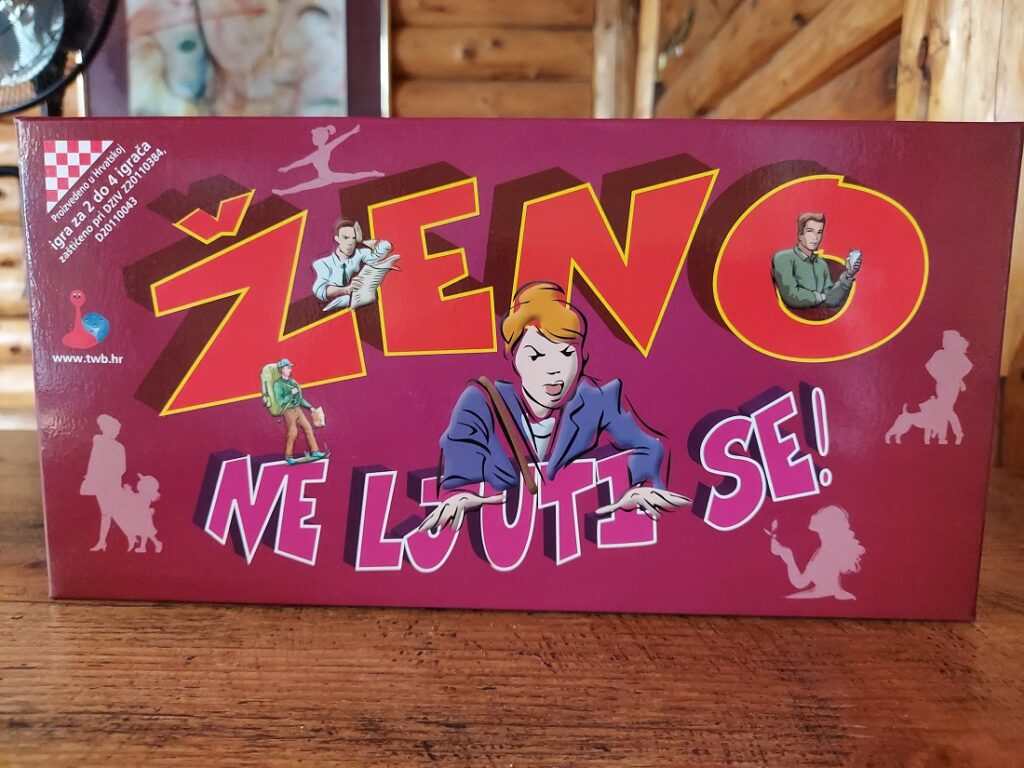 Proizvedeno u Hrvatskoj
igra za 2 do 4 igrača
zaštićeno pri DZIV Z20110384,
D20110043
ŽENO
www.twb.hr
NE LJUTI SE!